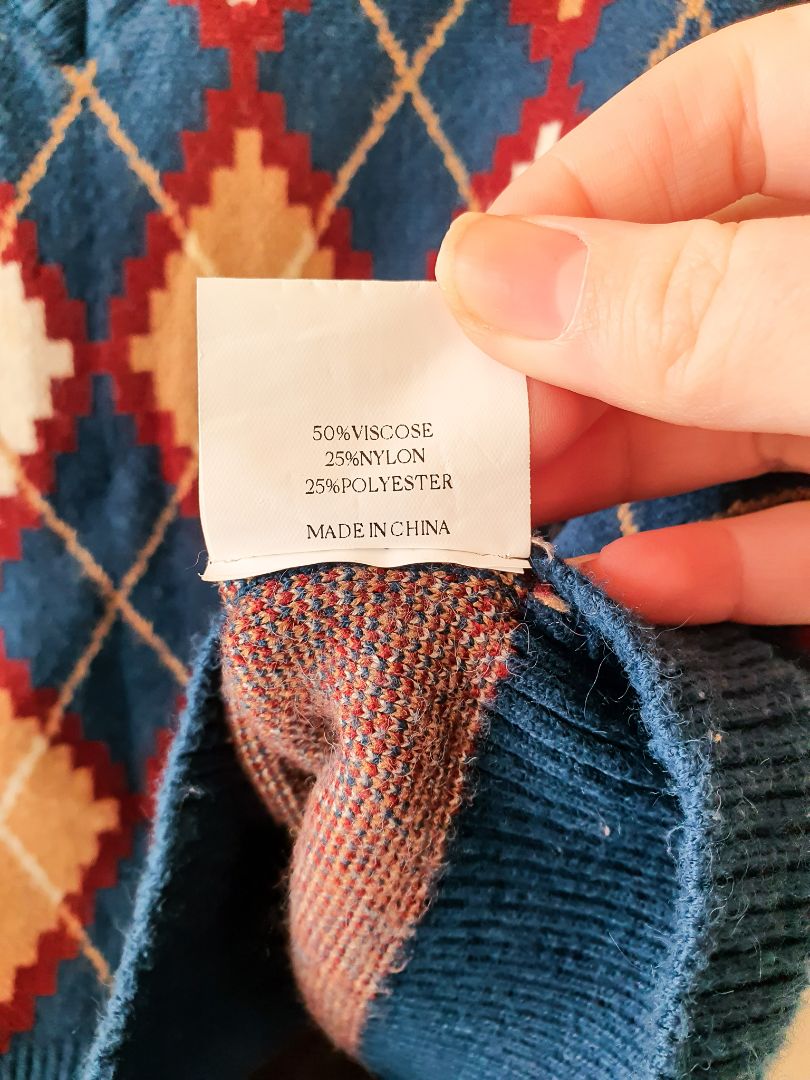 50%VISCOSE
25%NYLON
25%POLYESTER
MADE IN CHINA